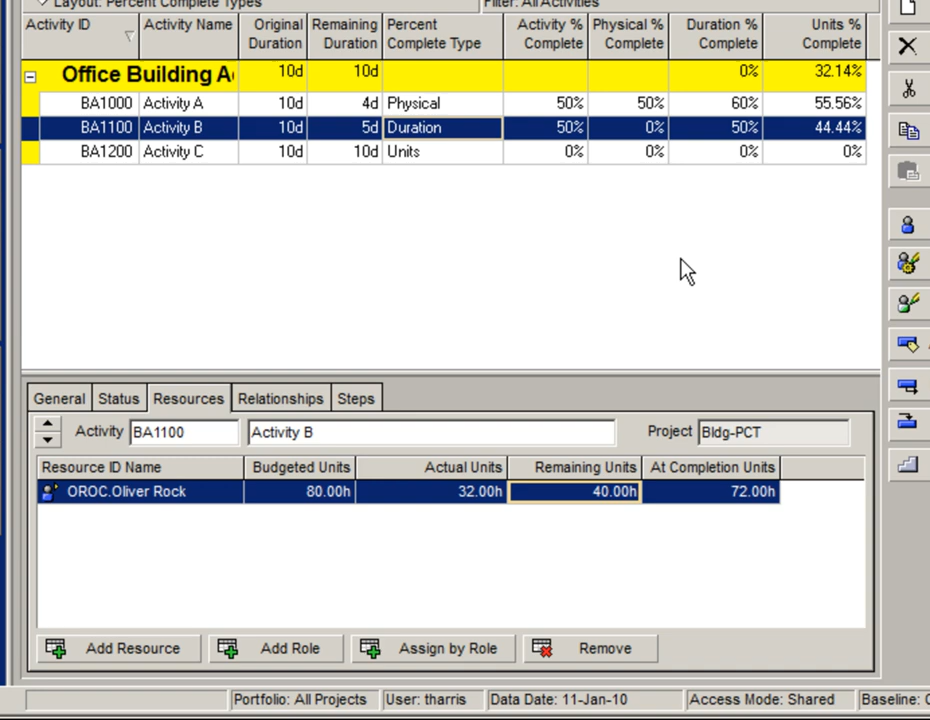 Layout: Percent Complete Types Filter: All Activities
Activity ID Activity Name Original Duration Remaining Duration Percent Complete Type Activity % Complete Physical % Complete Duration % Complete Units % Complete
Office Building A 10d 10d 0% 32.14%
BA1000 Activity A 10d 4d Physical 50% 50% 60% 55.56%
BA1100 Activity B 10d 5d Duration 50% 0% 50% 44.44%
BA1200 Activity C 10d 10d Units 0% 0% 0% 0%
General Status Resources Relationships Steps
Activity BA1100 Activity B Project Bldg-PCT
Resource ID Name Budgeted Units Actual Units Remaining Units At Completion Units
OROC.Oliver Rock 80.00h 32.00h 40.00h 72.00h
Add Resource Add Role Assign by Role Remove
Portfolio: All Projects User: tharris Data Date: 11-Jan-10 Access Mode: Shared Baseline: